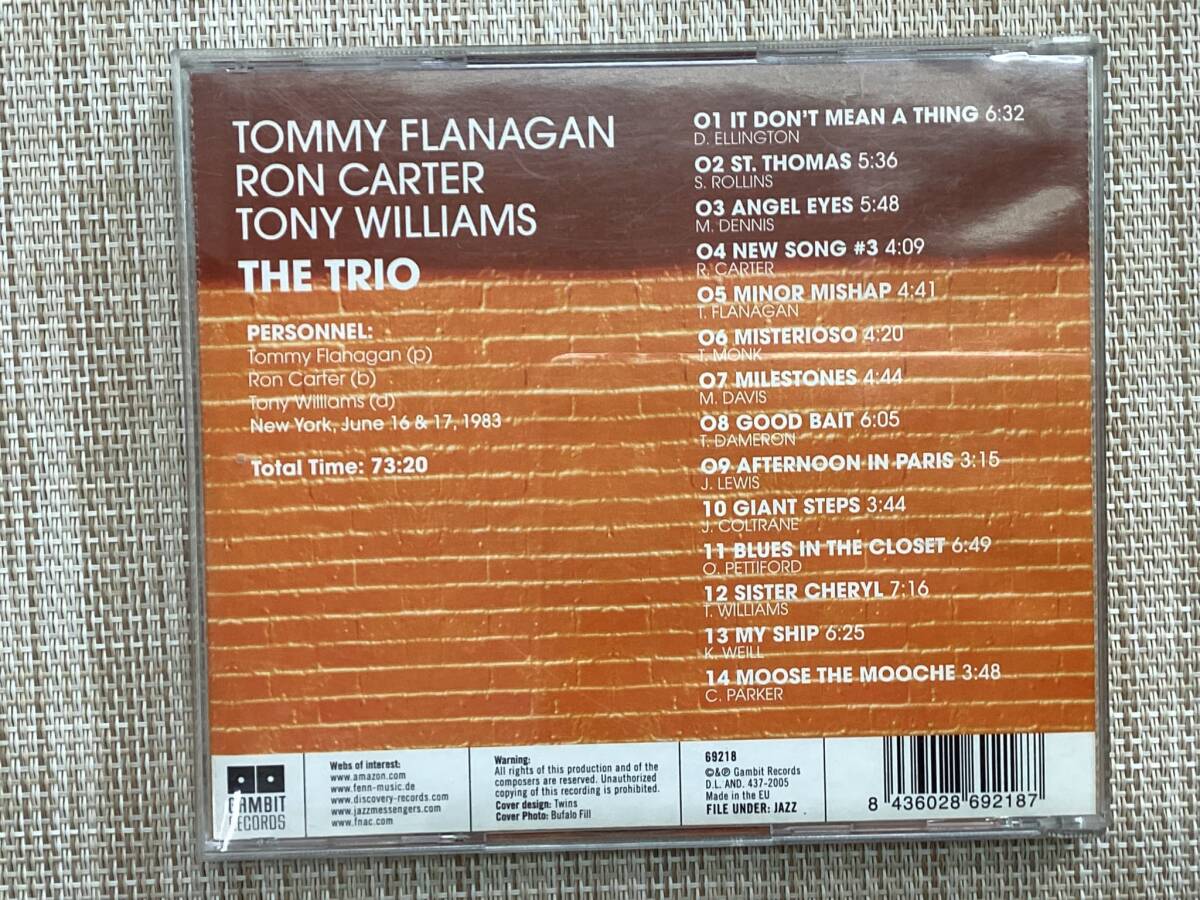 TOMMY FLANAGAN
RON CARTER
TONY WILLIAMS
THE TRIO
PERSONNEL:
Tommy Flanagan (p)
Ron Carter (b)
Tony Williams (d)
New York, June 16 & 17, 1983
Total Time: 73:20
01 IT DON'T MEAN A THING 6:32
D. ELLINGTON
02 ST. THOMAS 5:36
S. ROLLINS
03 ANGEL EYES 5:48
M. DENNIS
04 NEW SONG #3 4:09
R. CARTER
05 MINOR MISHAP 4:41
T. FLANAGAN
06 MISTERIOSO 4:20
T. MONK
07 MILESTONES 4:44
M. DAVIS
08 GOOD BAIT 6:05
T. DAMERON
09 AFTERNOON IN PARIS 3:15
J. LEWIS
10 GIANT STEPS 3:44
J. COLTRANE
11 BLUES IN THE CLOSET 6:49
O. PETTIFORD
12 SISTER CHERYL 7:16
T. WILLIAMS
13 MY SHIP 6:25
K. WEILL
14 MOOSE THE MOOCHE 3:48
C. PARKER
GAMBIT
RECORDS
Webs of interest:
www.amazon.com
www.fenn-music.de
www.discovery-records.com
www.jazzmessengers.com
www.fnac.com
Warning:
All rights of this production and of the
composers are reserved. Unauthorized
copying of this recording is prohibited.
Cover design: Twins
Cover Photo: Bufalo Fill
69218
©&℗ Gambit Records
D.L. AND. 437-2005
Made in the EU
FILE UNDER: JAZZ
8 436028 692187